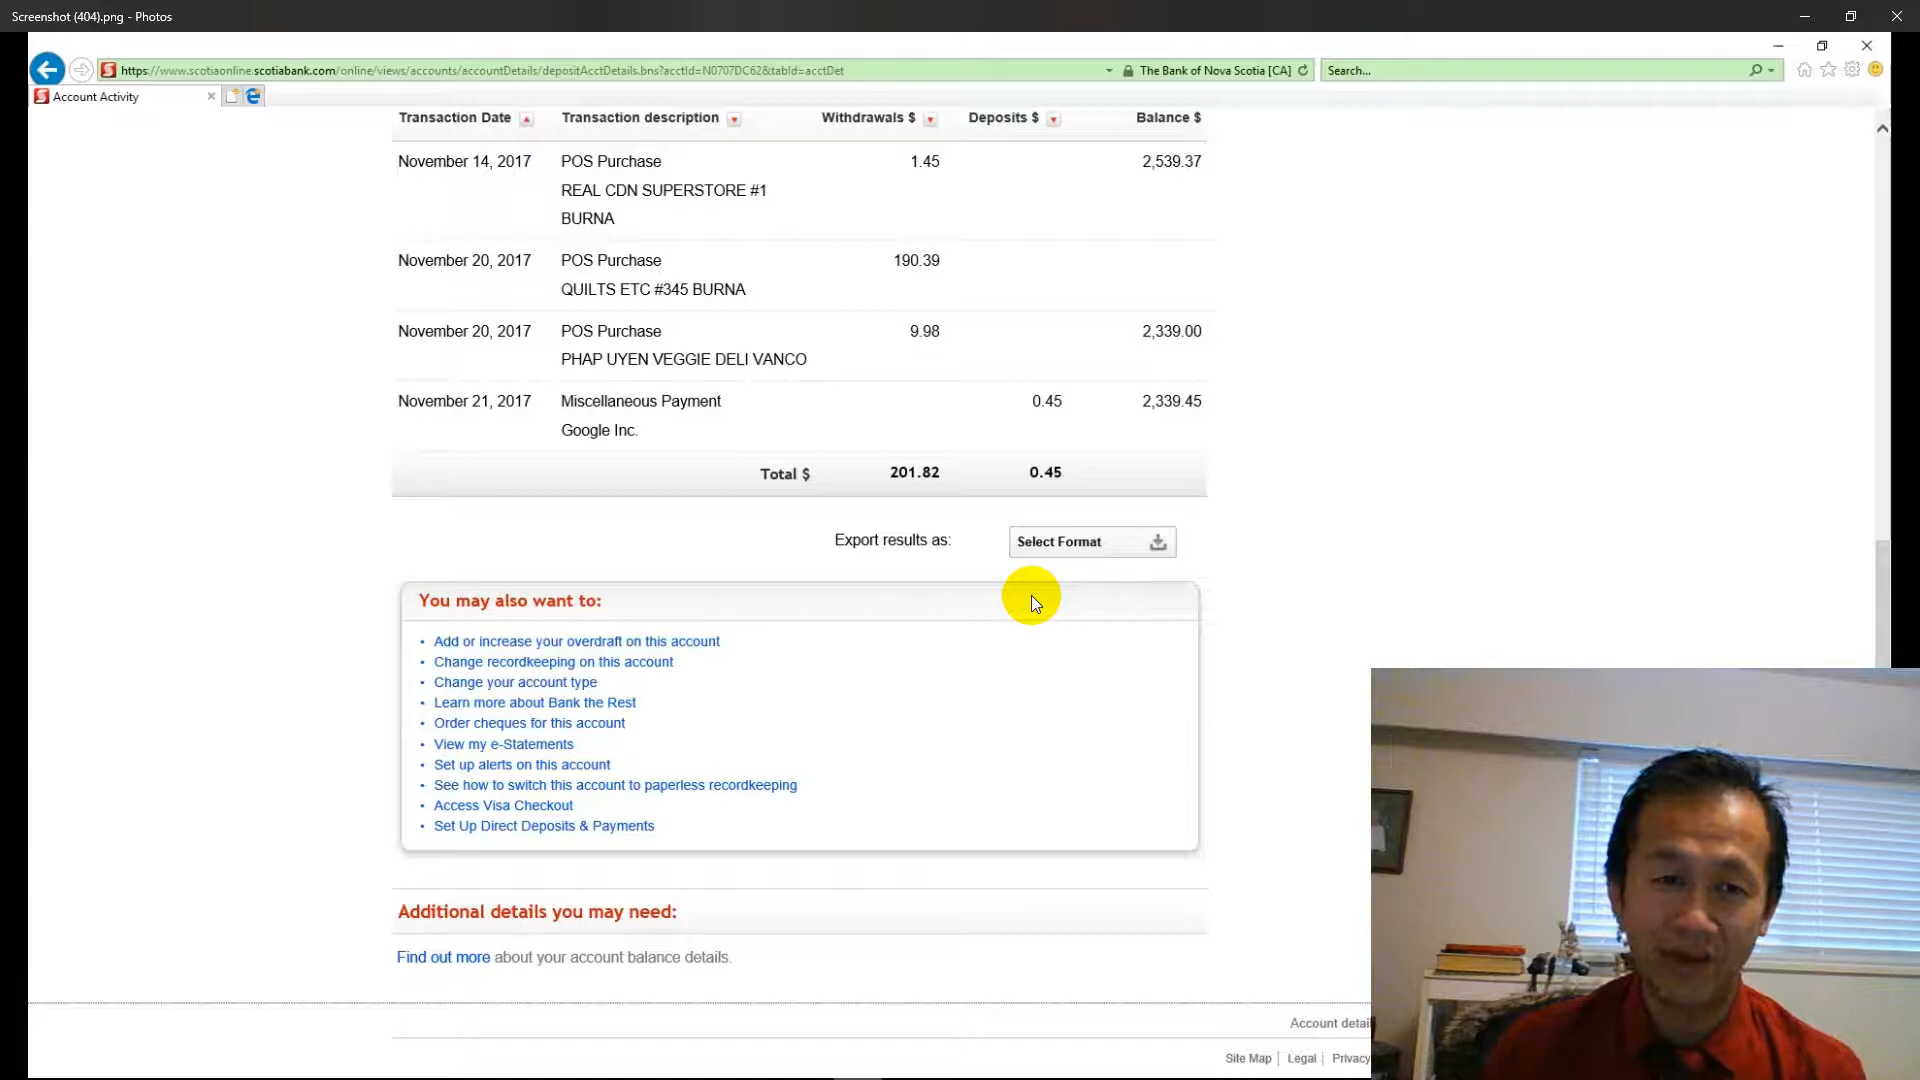 Screenshot (404).png - Photos
https://www.scotiaonline.scotiabank.com/online/views/accounts/accountDetails/depositAcctDetails.bns?acctId=N0707DC62&tabId=acctDet
The Bank of Nova Scotia [CA]
Search...
Account Activity
Transaction Date Transaction description Withdrawals $ Deposits $ Balance $
November 14, 2017 POS Purchase 1.45 2,539.37
REAL CDN SUPERSTORE #1
BURNA
November 20, 2017 POS Purchase 190.39
QUILTS ETC #345 BURNA
November 20, 2017 POS Purchase 9.98 2,339.00
PHAP UYEN VEGGIE DELI VANCO
November 21, 2017 Miscellaneous Payment 0.45 2,339.45
Google Inc.
Total $ 201.82 0.45
Export results as: Select Format
You may also want to:
• Add or increase your overdraft on this account
• Change recordkeeping on this account
• Change your account type
• Learn more about Bank the Rest
• Order cheques for this account
• View my e-Statements
• Set up alerts on this account
• See how to switch this account to paperless recordkeeping
• Access Visa Checkout
• Set Up Direct Deposits & Payments
Additional details you may need:
Find out more about your account balance details.
Account detai
Site Map Legal Privacy